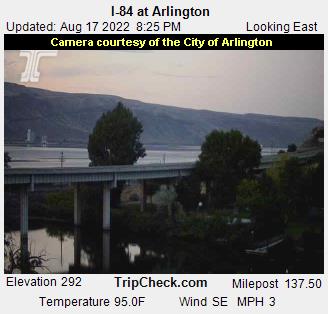 I-84 at Arlington
Updated: Aug 17 2022 8:25 PM Looking East
Camera courtesy of the City of Arlington
Elevation 292 TripCheck.com Milepost 137.50
Temperature 95.0F Wind SE MPH 3